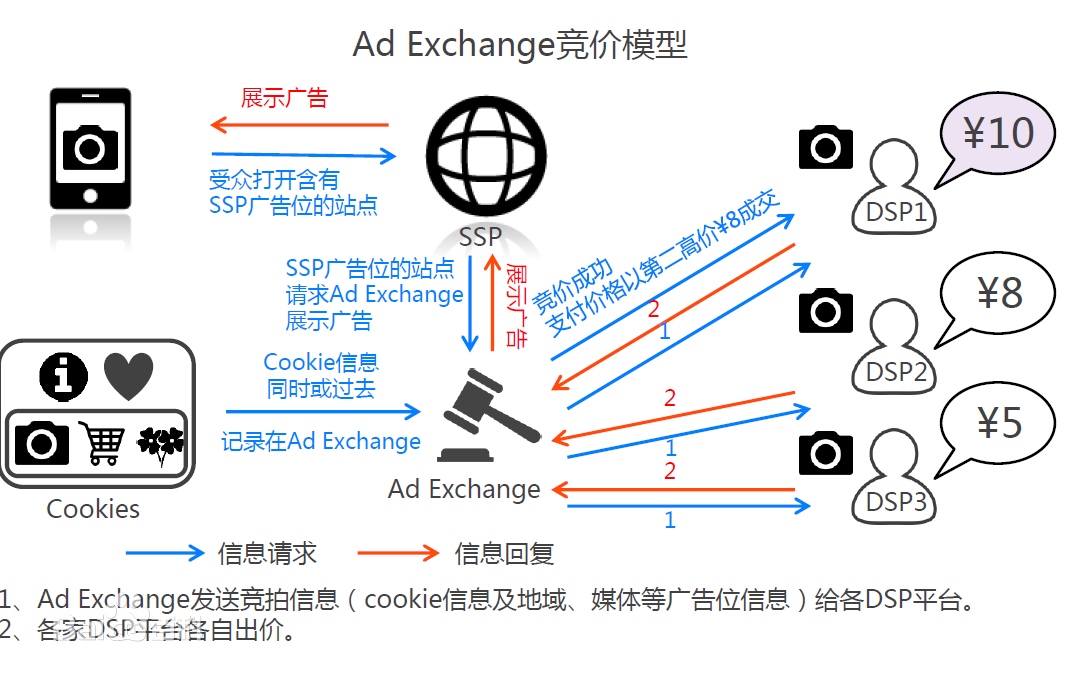 Ad Exchange竞价模型
展示广告
受众打开含有
SSP广告位的站点
SSP
SSP广告位的站点
请求Ad Exchange
展示广告
展示广告
竞价成功
支付价格以第二高价¥8成交
2
1
¥10
DSP1
¥8
DSP2
2
1
¥5
DSP3
2
1
Cookie信息
同时或过去
记录在Ad Exchange
Cookies
Ad Exchange
信息请求
信息回复
1、Ad Exchange发送竞拍信息（cookie信息及地域、媒体等广告位信息）给各DSP平台。
2、各家DSP平台各自出价。